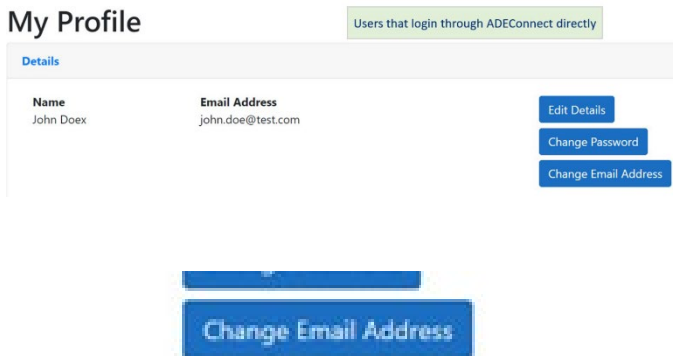 My Profile
Users that login through ADEConnect directly
Details
Name
Email Address
John Doex
john.doe@test.com
Edit Details
Change Password
Change Email Address
Change Email Address